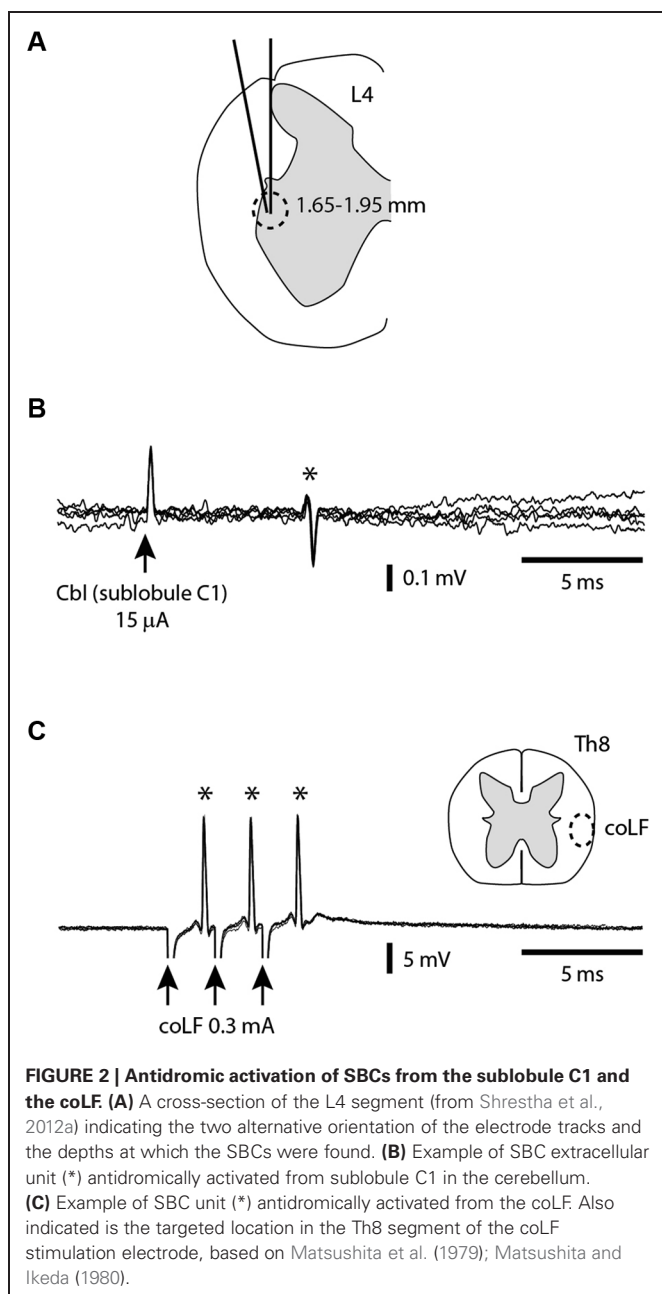 A
L4
1.65-1.95 mm
B
*
Cbl (sublobule C1)
15 μA
0.1 mV
5 ms
C
Th8
* * *
coLF
5 mV
5 ms
coLF 0.3 mA
FIGURE 2 | Antidromic activation of SBCs from the sublobule C1 and
the coLF. (A) A cross-section of the L4 segment (from Shrestha et al.,
2012a) indicating the two alternative orientation of the electrode tracks and
the depths at which the SBCs were found. (B) Example of SBC extracellular
unit (*) antidromically activated from sublobule C1 in the cerebellum.
(C) Example of SBC unit (*) antidromically activated from the coLF. Also
indicated is the targeted location in the Th8 segment of the coLF
stimulation electrode, based on Matsushita et al. (1979); Matsushita and
Ikeda (1980).